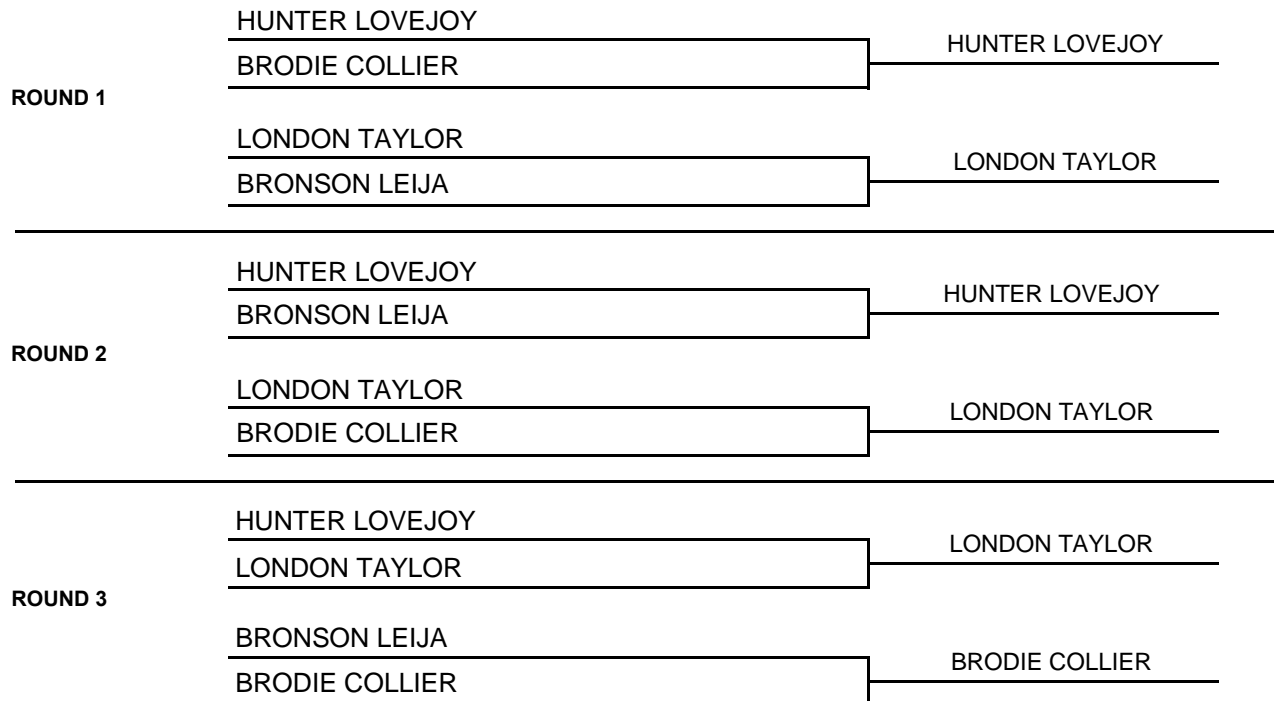 HUNTER LOVEJOY
HUNTER LOVEJOY
BRODIE COLLIER
ROUND 1
LONDON TAYLOR
LONDON TAYLOR
BRONSON LEIJA
HUNTER LOVEJOY
HUNTER LOVEJOY
BRONSON LEIJA
ROUND 2
LONDON TAYLOR
LONDON TAYLOR
BRODIE COLLIER
HUNTER LOVEJOY
LONDON TAYLOR
LONDON TAYLOR
ROUND 3
BRONSON LEIJA
BRODIE COLLIER
BRODIE COLLIER